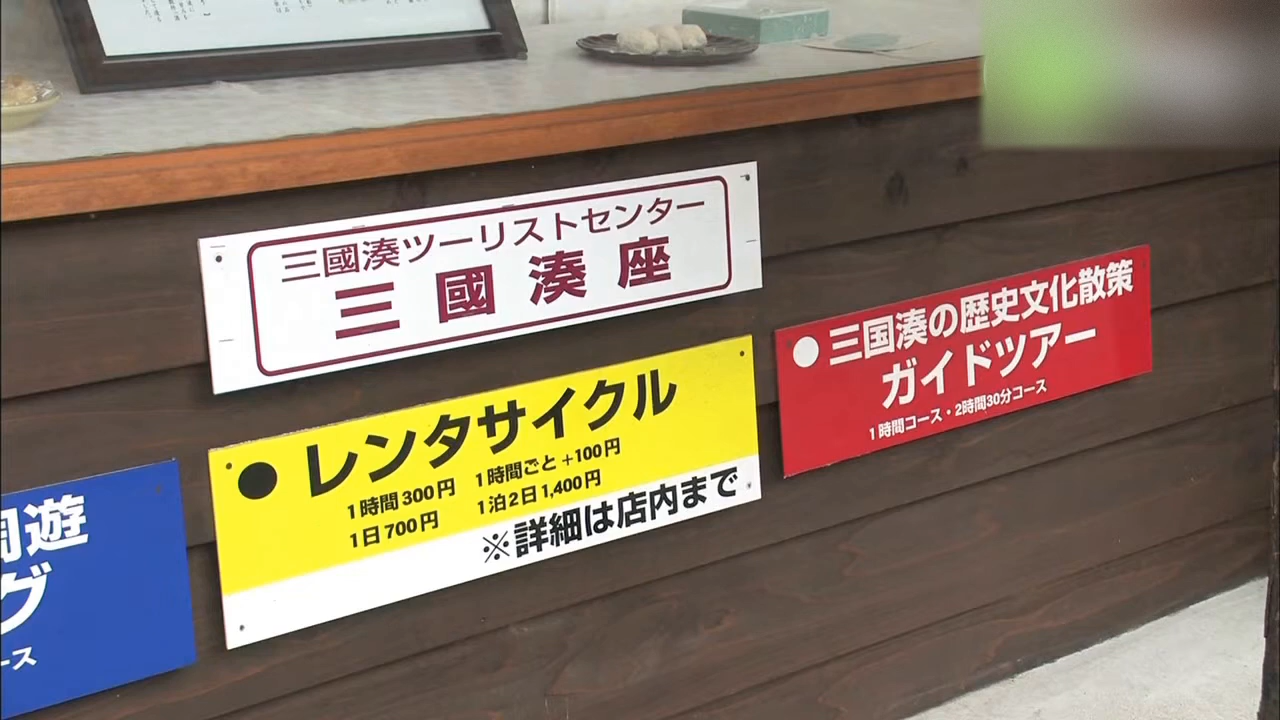 三國湊ツーリストセンター
三國湊座
● レンタサイクル
1時間300円 1時間ごと+100円
1日700円 1泊2日1,400円
※詳細は店内まで
● 三国湊の歴史文化散策
ガイドツアー
1時間コース・2時間30分コース
周遊
グ
ース